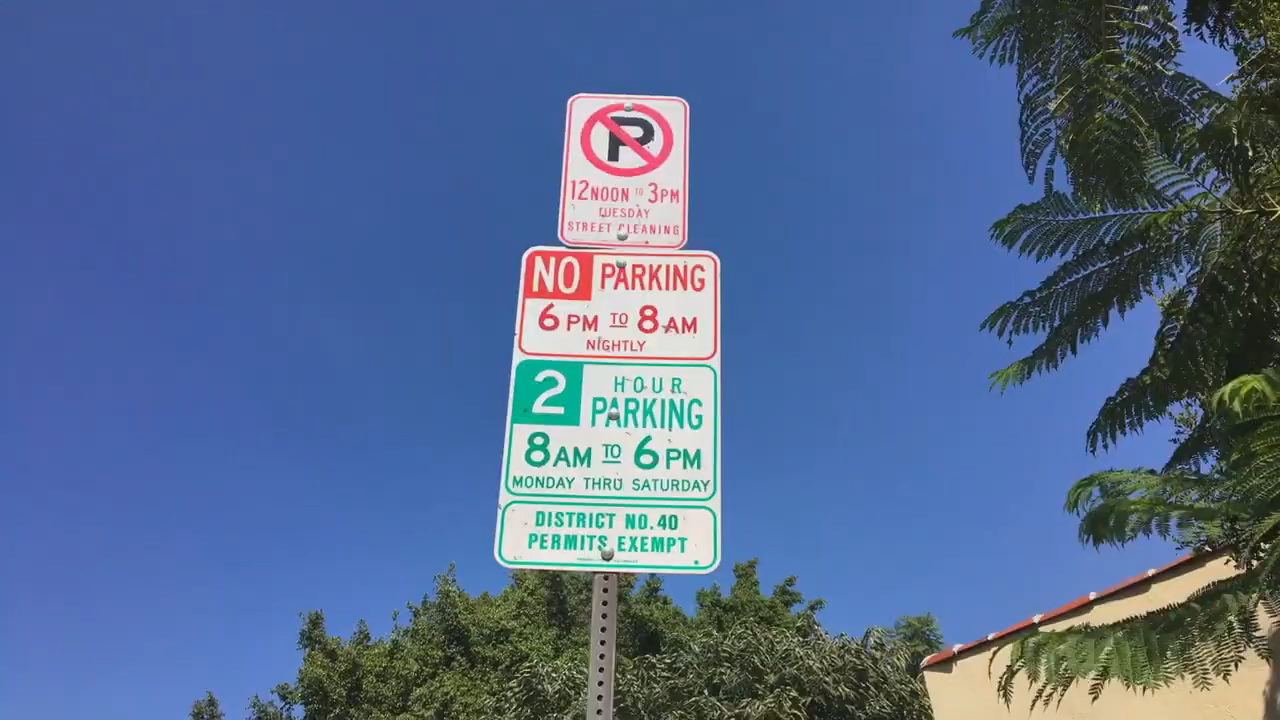 P
12NOON TO 3PM
TUESDAY
STREET CLEANING
NO PARKING
6 PM TO 8 AM
NIGHTLY
2 HOUR
PARKING
8 AM TO 6 PM
MONDAY THRU SATURDAY
DISTRICT NO.40
PERMITS EXEMPT